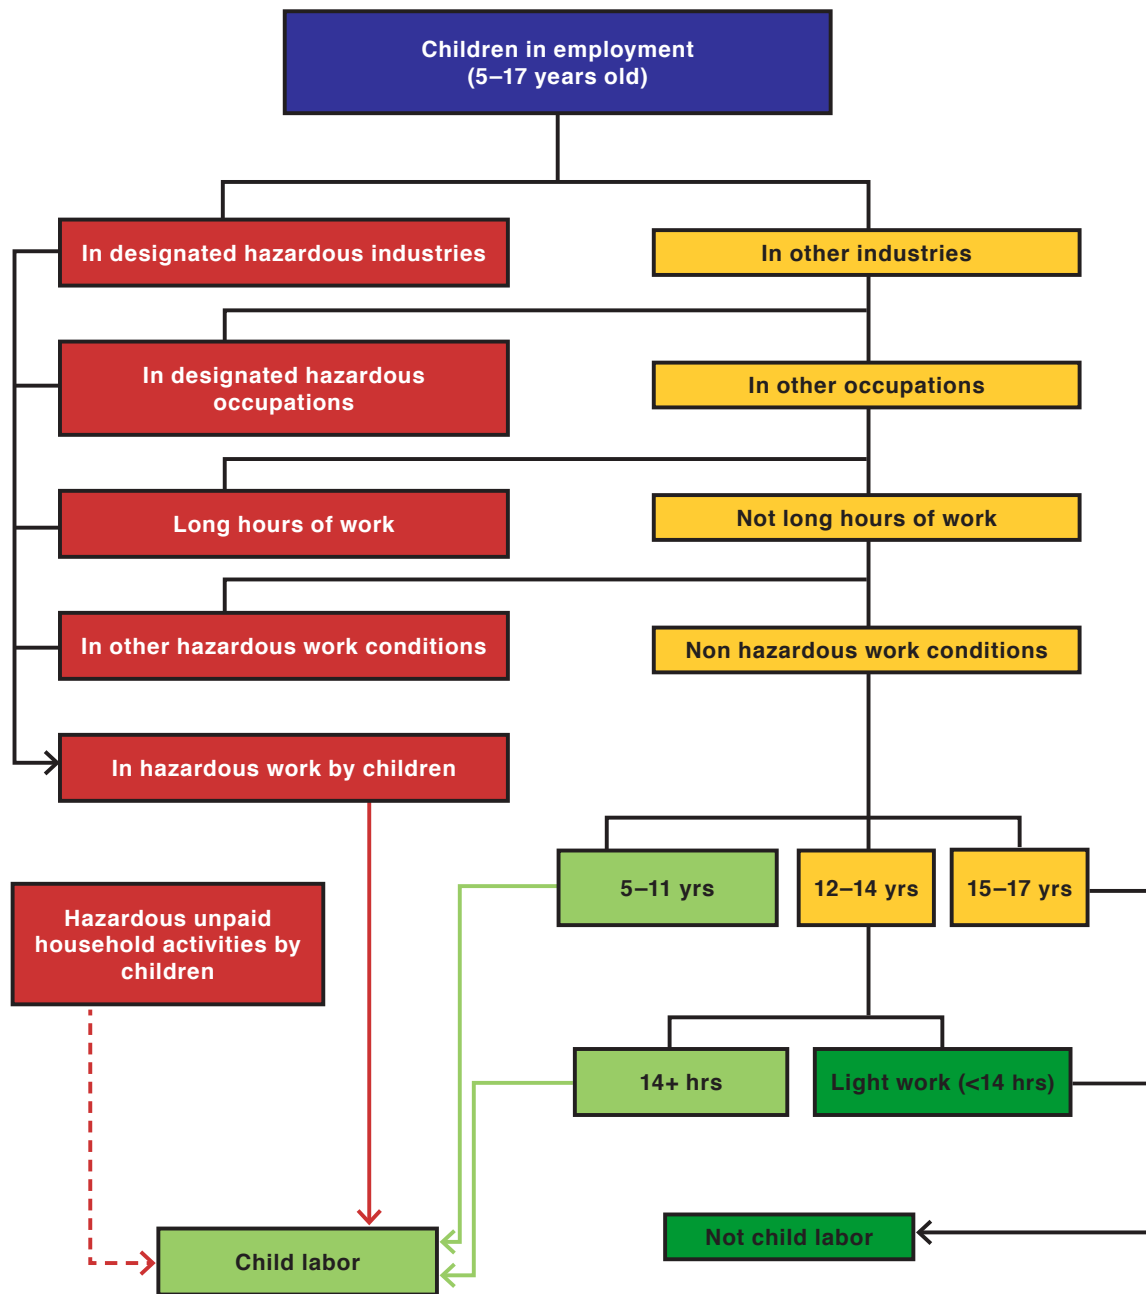 Children in employment
(5–17 years old)
In designated hazardous industries
In other industries
In designated hazardous
occupations
In other occupations
Long hours of work
Not long hours of work
In other hazardous work conditions
Non hazardous work conditions
In hazardous work by children
5–11 yrs
12–14 yrs
15–17 yrs
Hazardous unpaid
household activities by
children
14+ hrs
Light work (<14 hrs)
Child labor
Not child labor